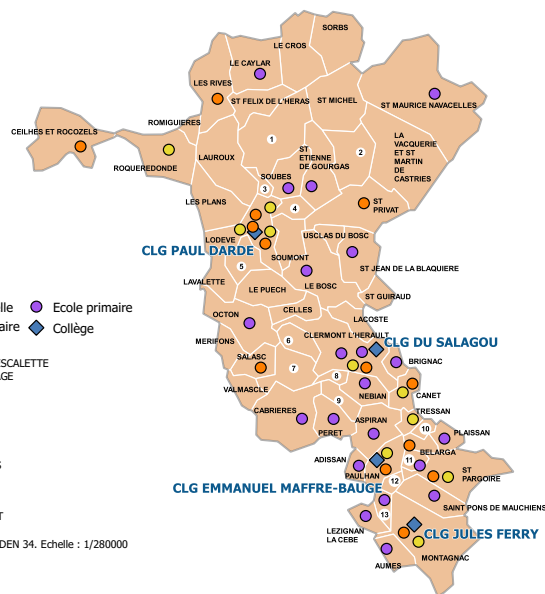 SORBS
LE CROS
LE CAYLAR
LES RIVES
ST FELIX DE L'HERAS
ST MICHEL
ST MAURICE NAVACELLES
ROMIGUIERES
CEILHES ET ROCOZELS
ROQUEREDONDE
LAUROUX
1
ST
ETIENNE
DE GOURGAS
2
LA
VACQUERIE
ET ST
MARTIN
DE
CASTRIES
SOUBES
3
LES PLANS
4
ST
PRIVAT
LODEVE
USCLAS DU BOSC
CLG PAUL DARDE
SOUMONT
5
ST JEAN DE LA BLAQUIERE
LAVALETTE
LE PUECH
LE BOSC
ST GUIRAUD
CELLES
OCTON
LACOSTE
MERIFONS
6
CLERMONT L'HERAULT
CLG DU SALAGOU
SALASC
7
8
BRIGNAC
VALMASCLE
NEBIAN
CANET
9
TRESSAN
CABRIERES
PERET
ASPIRAN
10
PLAISSAN
ADISSAN
BELARGA
11
PAULHAN
12
ST
PARGOIRE
CLG EMMANUEL MAFFRE-BAUGE
SAINT PONS DE MAUCHIENS
13
LEZIGNAN
LA CEBE
CLG JULES FERRY
MONTAGNAC
AUMES
elle
Ecole primaire
aire
Collège
ESCALETTE
AGE
S
T
DEN 34. Echelle : 1/280000